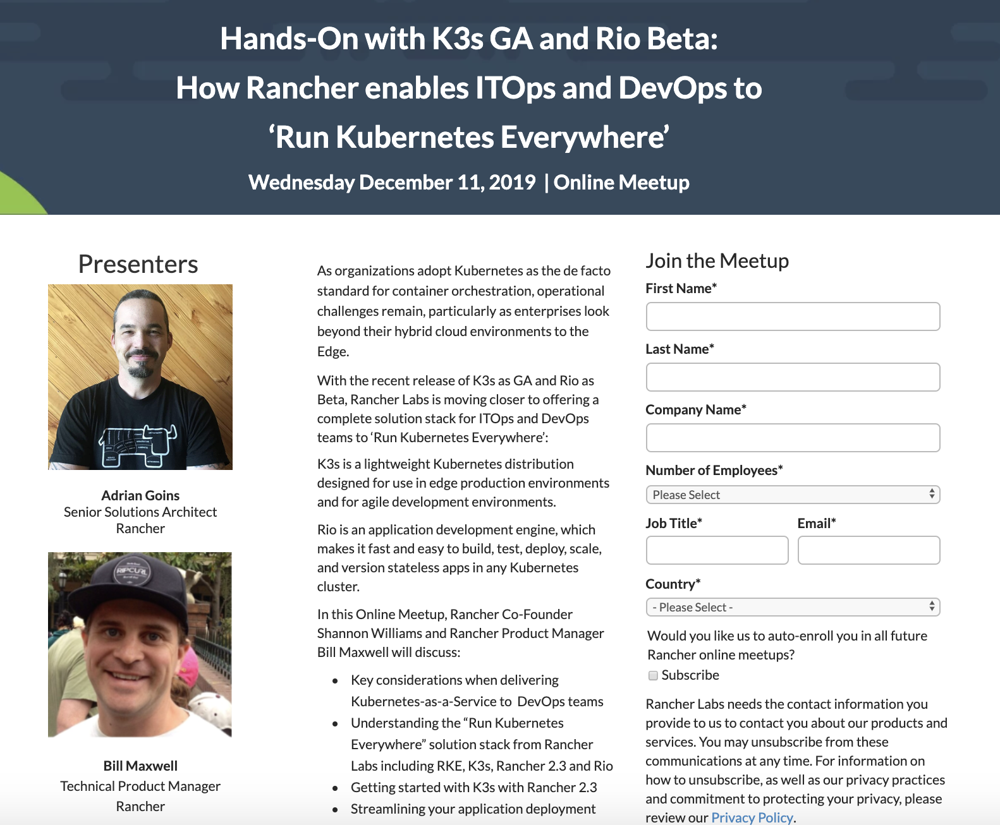 Hands-On with K3s GA and Rio Beta:
How Rancher enables ITOps and DevOps to
‘Run Kubernetes Everywhere’
Wednesday December 11, 2019 | Online Meetup
Presenters
Adrian Goins
Senior Solutions Architect
Rancher
RIPCURL
Bill Maxwell
Technical Product Manager
Rancher
As organizations adopt Kubernetes as the de facto
standard for container orchestration, operational
challenges remain, particularly as enterprises look
beyond their hybrid cloud environments to the
Edge.
With the recent release of K3s as GA and Rio as
Beta, Rancher Labs is moving closer to offering a
complete solution stack for ITOps and DevOps
teams to ‘Run Kubernetes Everywhere’:
K3s is a lightweight Kubernetes distribution
designed for use in edge production environments
and for agile development environments.
Rio is an application development engine, which
makes it fast and easy to build, test, deploy, scale,
and version stateless apps in any Kubernetes
cluster.
In this Online Meetup, Rancher Co-Founder
Shannon Williams and Rancher Product Manager
Bill Maxwell will discuss:
• Key considerations when delivering
Kubernetes-as-a-Service to DevOps teams
• Understanding the “Run Kubernetes
Everywhere” solution stack from Rancher
Labs including RKE, K3s, Rancher 2.3 and Rio
• Getting started with K3s with Rancher 2.3
• Streamlining your application deployment
Join the Meetup
First Name*
Last Name*
Company Name*
Number of Employees*
Please Select
Job Title* Email*
Country*
- Please Select -
Would you like us to auto-enroll you in all future
Rancher online meetups?
Subscribe
Rancher Labs needs the contact information you
provide to us to contact you about our products and
services. You may unsubscribe from these
communications at any time. For information on
how to unsubscribe, as well as our privacy practices
and commitment to protecting your privacy, please
review our Privacy Policy.